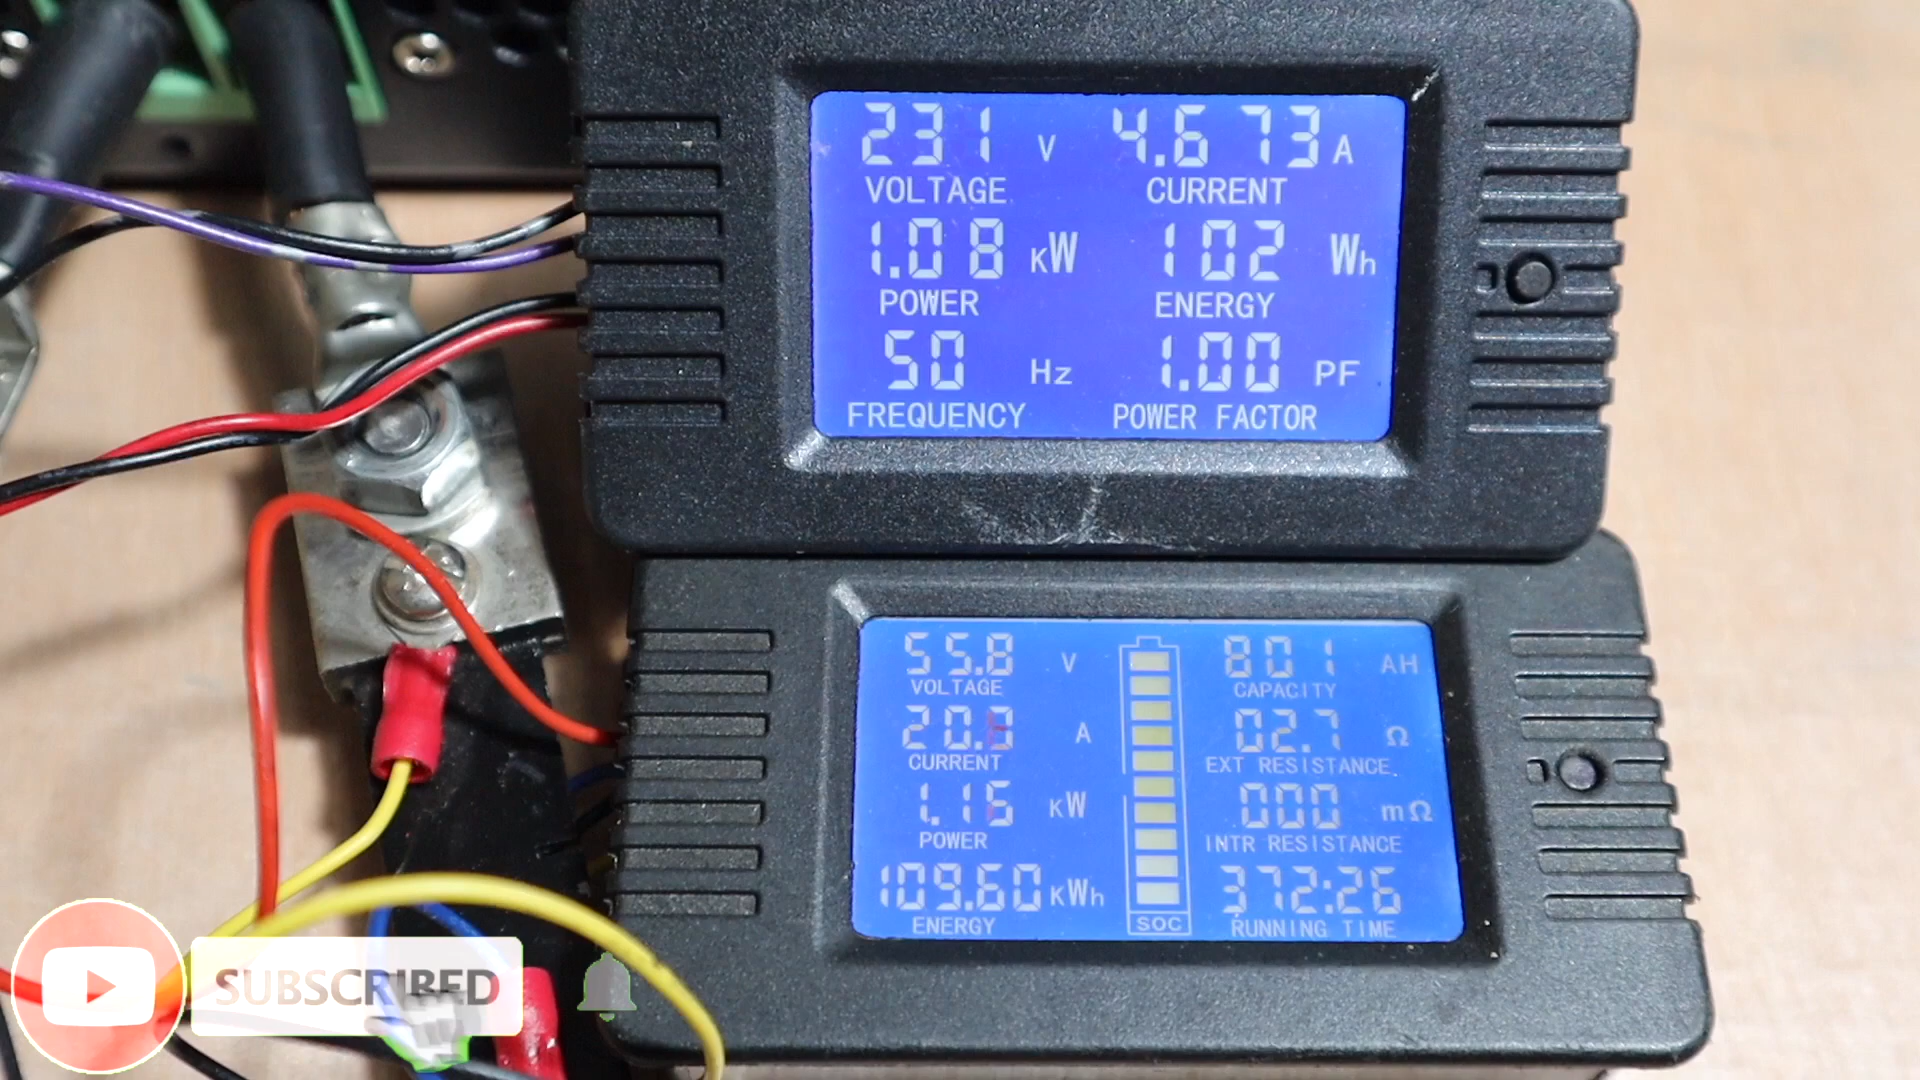 231 V 4.673 A
VOLTAGE CURRENT
1.08 KW 102 Wh
POWER ENERGY
50 Hz 1.00 PF
FREQUENCY POWER FACTOR
55.8 V 801 AH
VOLTAGE CAPACITY
A 02.7 Ω
CURRENT EXT RESISTANCE
KW 000 mΩ
POWER INTR RESISTANCE
109.60 KWh 372:26
ENERGY SOC RUNNING TIME
SUBSCRIBED